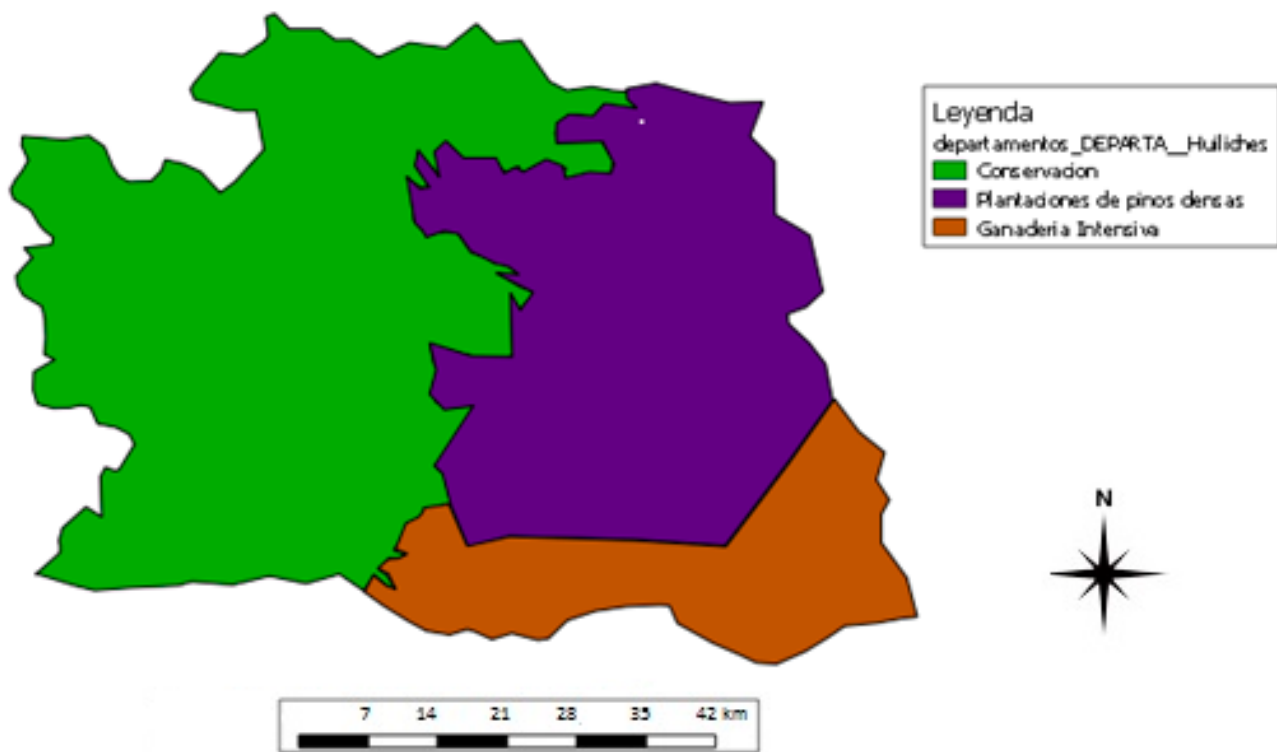 Leyenda
departamentos_DEPARTA__Huiliches
Conservacion
Plantaciones de pinos densas
Ganaderia Intensiva
N
7 14 21 28 35 42 km